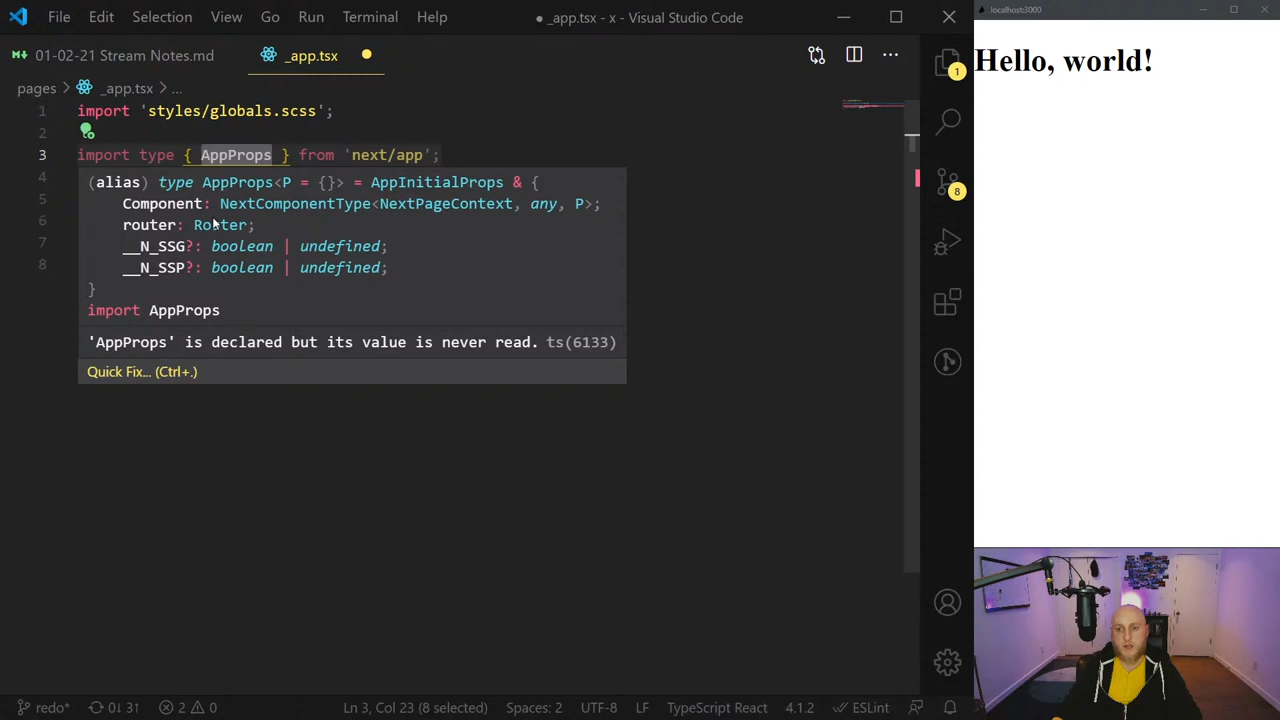 File Edit Selection View Go Run Terminal Help
● _app.tsx - x - Visual Studio Code
localhost:3000
01-02-21 Stream Notes.md
_app.tsx
pages > _app.tsx > ...
1 import 'styles/globals.scss';
2
3 import type { AppProps } from 'next/app';
4 (alias) type AppProps<P = {}> = AppInitialProps & {
5 Component: NextComponentType<NextPageContext, any, P>;
6 router: Router;
7 __N_SSG?: boolean | undefined;
8 __N_SSP?: boolean | undefined;
}
import AppProps
'AppProps' is declared but its value is never read. ts(6133)
Quick Fix... (Ctrl+.)
1
8
Hello, world!
redo* 0↓ 3↑ 2 0 Ln 3, Col 23 (8 selected) Spaces: 2 UTF-8 LF TypeScript React 4.1.2 ESLint